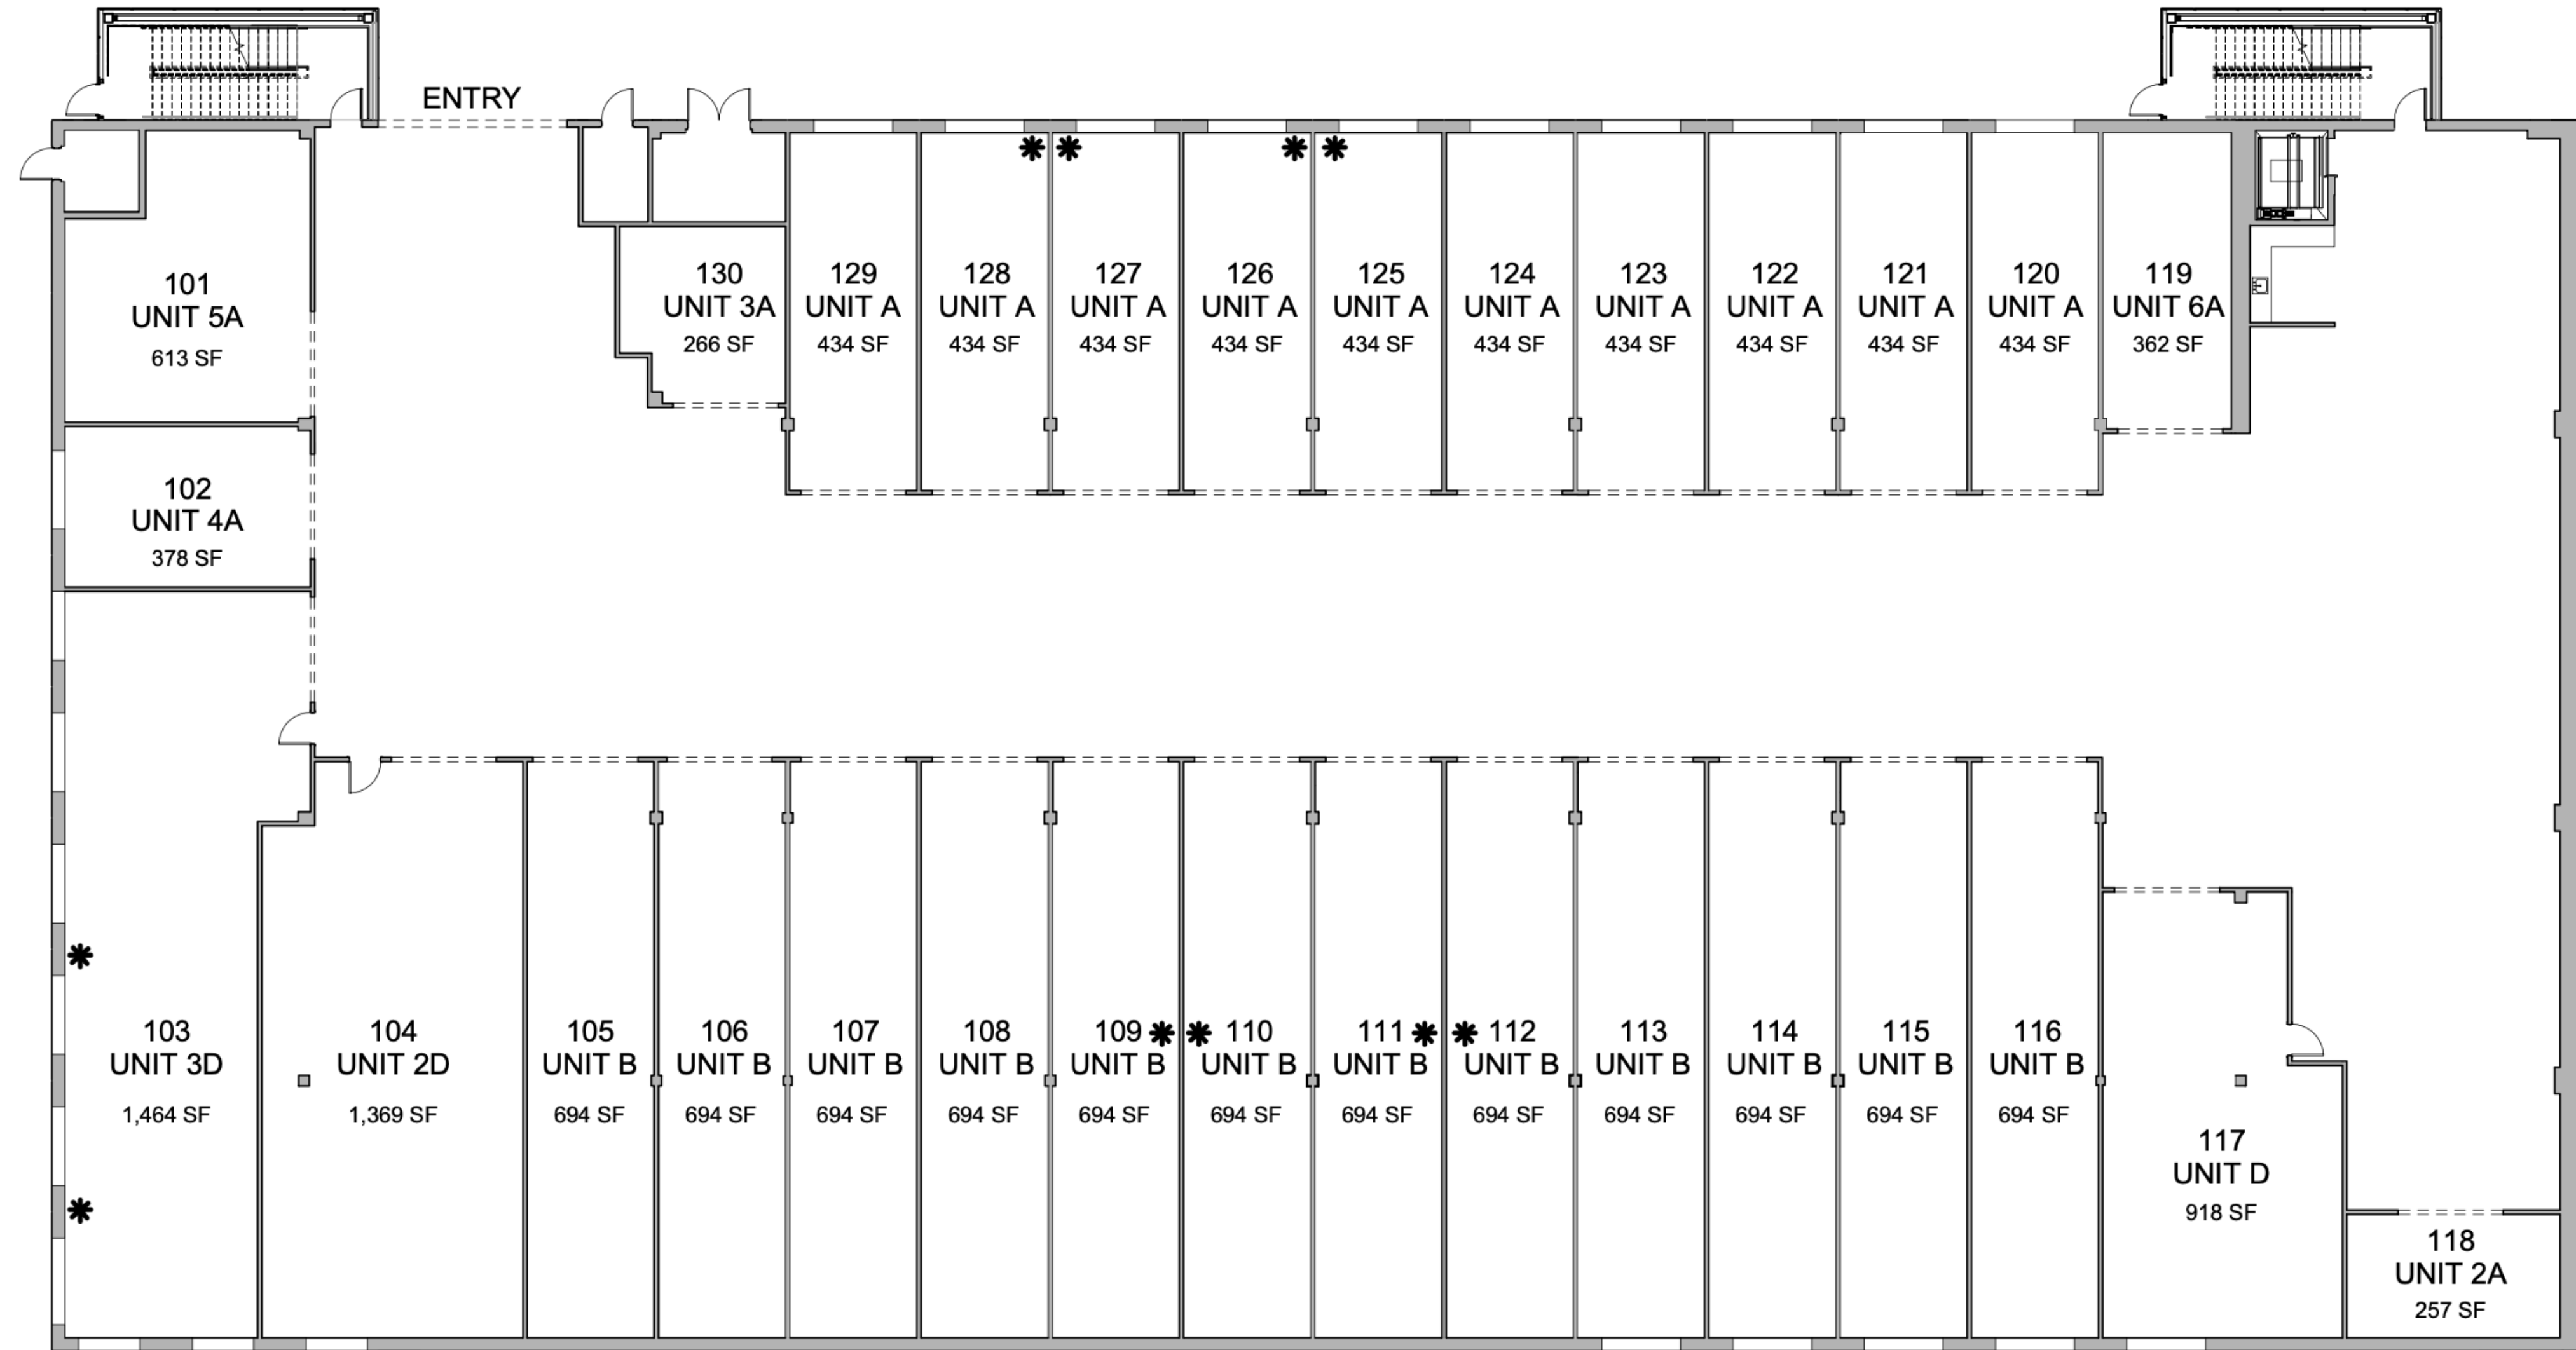 ENTRY
101
UNIT 5A
613 SF
130
UNIT 3A
266 SF
129
UNIT A
434 SF
128
UNIT A
434 SF
127
UNIT A
434 SF
126
UNIT A
434 SF
125
UNIT A
434 SF
124
UNIT A
434 SF
123
UNIT A
434 SF
122
UNIT A
434 SF
121
UNIT A
434 SF
120
UNIT A
434 SF
119
UNIT 6A
362 SF
102
UNIT 4A
378 SF
103
UNIT 3D
1,464 SF
104
UNIT 2D
1,369 SF
105
UNIT B
694 SF
106
UNIT B
694 SF
107
UNIT B
694 SF
108
UNIT B
694 SF
109
UNIT B
694 SF
110
UNIT B
694 SF
111
UNIT B
694 SF
112
UNIT B
694 SF
113
UNIT B
694 SF
114
UNIT B
694 SF
115
UNIT B
694 SF
116
UNIT B
694 SF
117
UNIT D
918 SF
118
UNIT 2A
257 SF